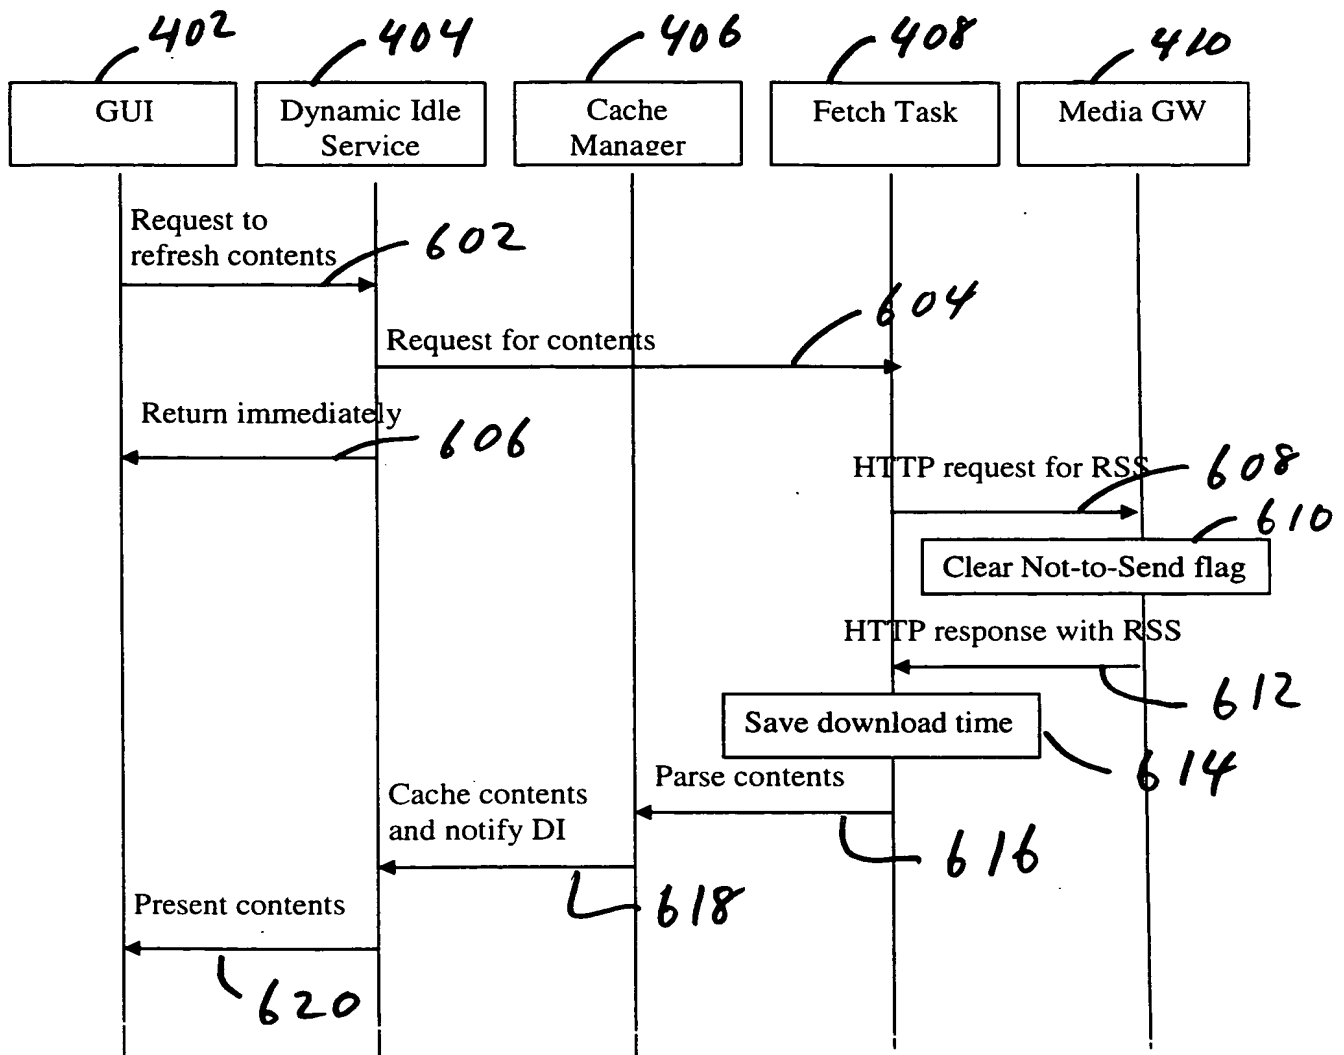 402
404
406
408
410
GUI
Dynamic Idle
Service
Cache
Manager
Fetch Task
Media GW
Request to
refresh contents
602
604
Request for contents
Return immediately
606
HTTP request for RSS
608
610
Clear Not-to-Send flag
HTTP response with RSS
612
Save download time
614
Parse contents
616
Cache contents
and notify DI
618
Present contents
620